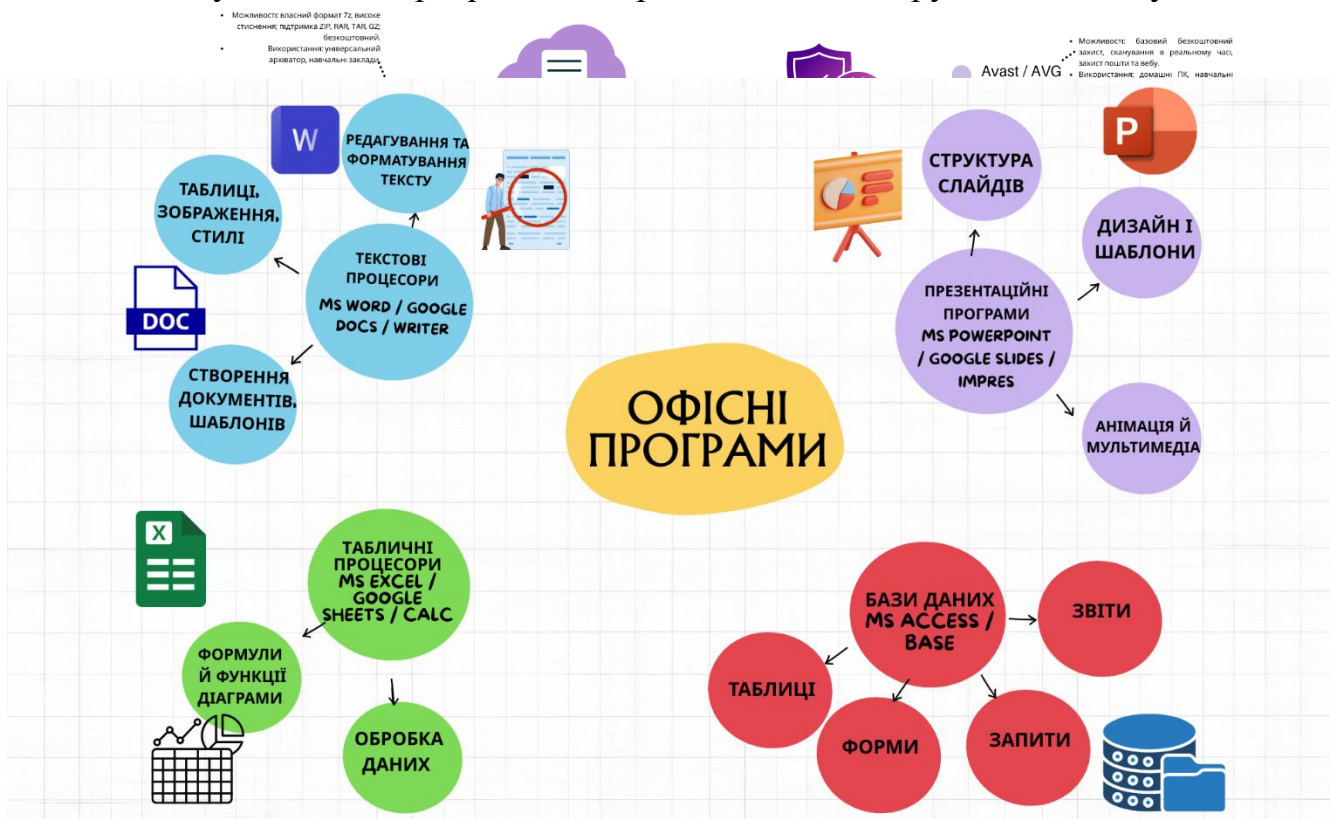 • Можливості: власний формат 7z, високе
стиснення; підтримка ZIP, RAR, TAR, GZ;
безкоштовний.
• Використання: універсальний
архіватор, навчальні заклади.
• Можливості: базовий безкоштовний
захист, сканування в реальному часі,
захист пошти та вебу.
Avast / AVG
• Використання: домашні ПК, навчальні
W
РЕДАГУВАННЯ ТА
ФОРМАТУВАННЯ
ТЕКСТУ
ТАБЛИЦІ,
ЗОБРАЖЕННЯ,
СТИЛІ
ТЕКСТОВІ
ПРОЦЕСОРИ
MS WORD / GOOGLE
DOCS / WRITER
DOC
СТВОРЕННЯ
ДОКУМЕНТІВ,
ШАБЛОНІВ
P
СТРУКТУРА
СЛАЙДІВ
ДИЗАЙН І
ШАБЛОНИ
ПРЕЗЕНТАЦІЙНІ
ПРОГРАМИ
MS POWERPOINT
/ GOOGLE SLIDES /
IMPRES
АНІМАЦІЯ Й
МУЛЬТИМЕДІА
ОФІСНІ
ПРОГРАМИ
X
ТАБЛИЧНІ
ПРОЦЕСОРИ
MS EXCEL /
GOOGLE
SHEETS / CALC
ФОРМУЛИ
Й ФУНКЦІЇ
ДІАГРАМИ
ОБРОБКА
ДАНИХ
БАЗИ ДАНИХ
MS ACCESS /
BASE
ЗВІТИ
ТАБЛИЦІ
ФОРМИ
ЗАПИТИ